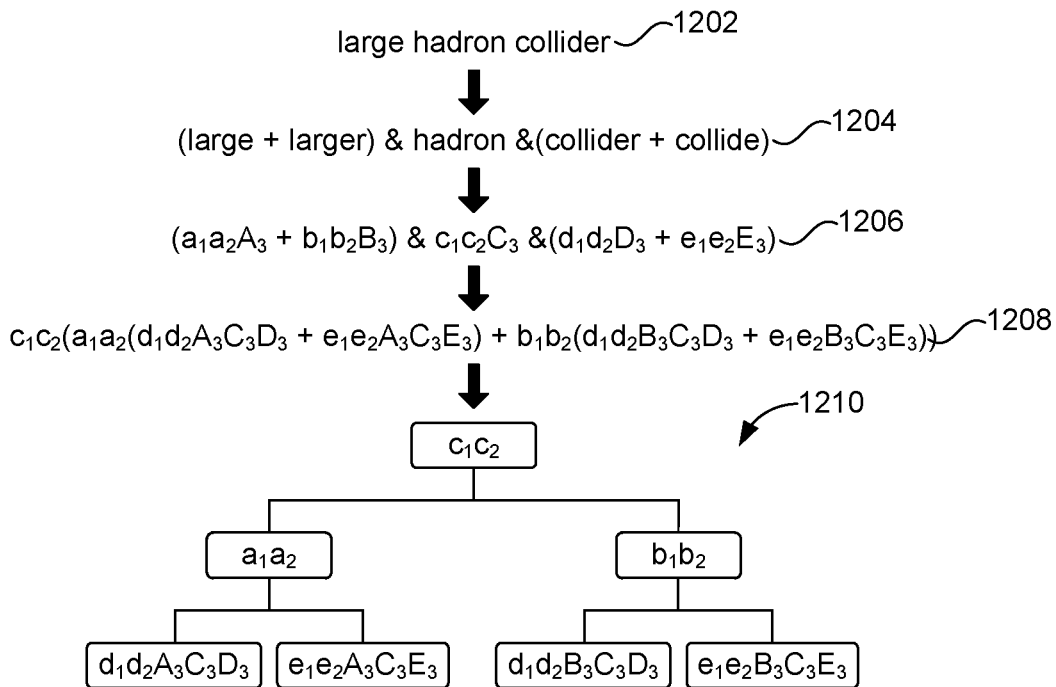 large hadron collider 1202
(large + larger) & hadron &(collider + collide) 1204
(a₁a₂A₃ + b₁b₂B₃) & c₁c₂C₃ &(d₁d₂D₃ + e₁e₂E₃) 1206
c₁c₂(a₁a₂(d₁d₂A₃C₃D₃ + e₁e₂A₃C₃E₃) + b₁b₂(d₁d₂B₃C₃D₃ + e₁e₂B₃C₃E₃)) 1208
1210
c₁c₂
a₁a₂ b₁b₂
d₁d₂A₃C₃D₃ e₁e₂A₃C₃E₃ d₁d₂B₃C₃D₃ e₁e₂B₃C₃E₃